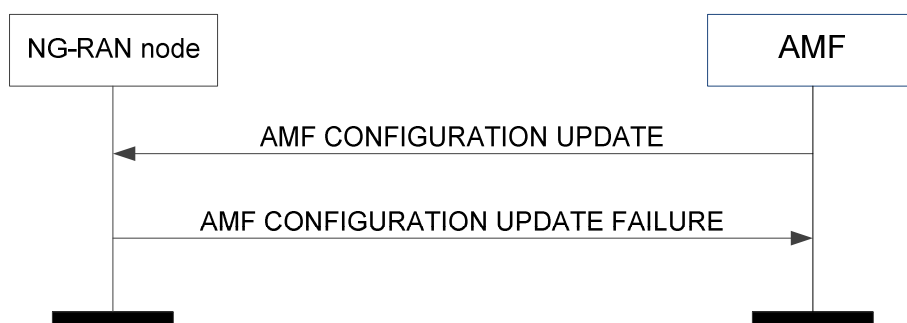 NG-RAN node
AMF
AMF CONFIGURATION UPDATE
AMF CONFIGURATION UPDATE FAILURE